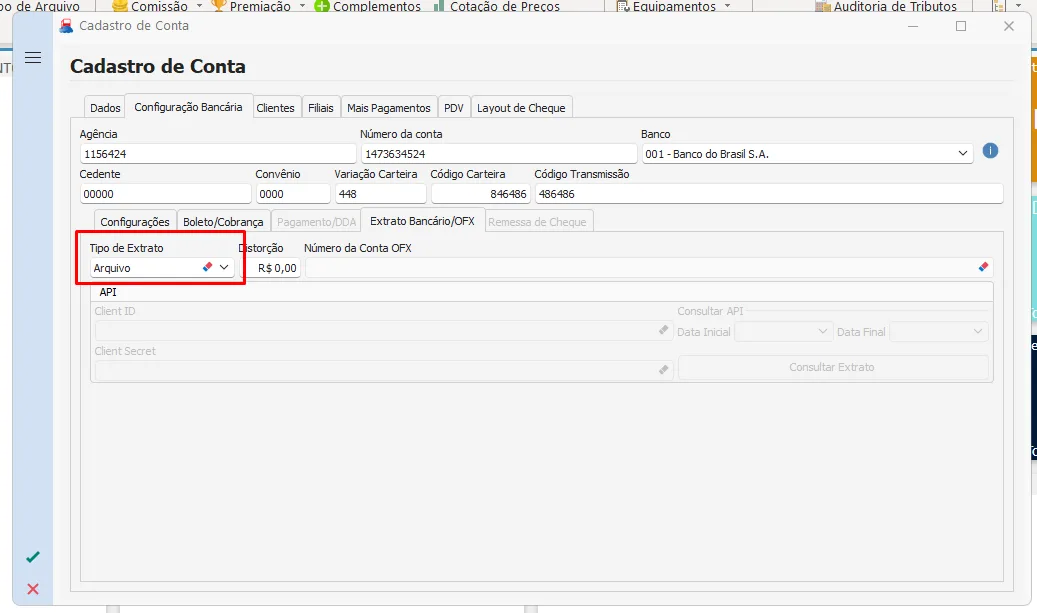 po de Arquivo Comissão Premiação Complementos Cotação de Preços Equipamentos Auditoria de Tributos
Cadastro de Conta
Cadastro de Conta
Dados Configuração Bancária Clientes Filiais Mais Pagamentos PDV Layout de Cheque
Agência Número da conta Banco
1156424 1473634524 001 - Banco do Brasil S.A.
Cedente Convênio Variação Carteira Código Carteira Código Transmissão
00000 0000 448 846486 486486
Configurações Boleto/Cobrança Pagamento/DDA Extrato Bancário/OFX Remessa de Cheque
Tipo de Extrato Distorção Número da Conta OFX
Arquivo R$ 0,00
API
Client ID Consultar API
Data Inicial Data Final
Client Secret
Consultar Extrato